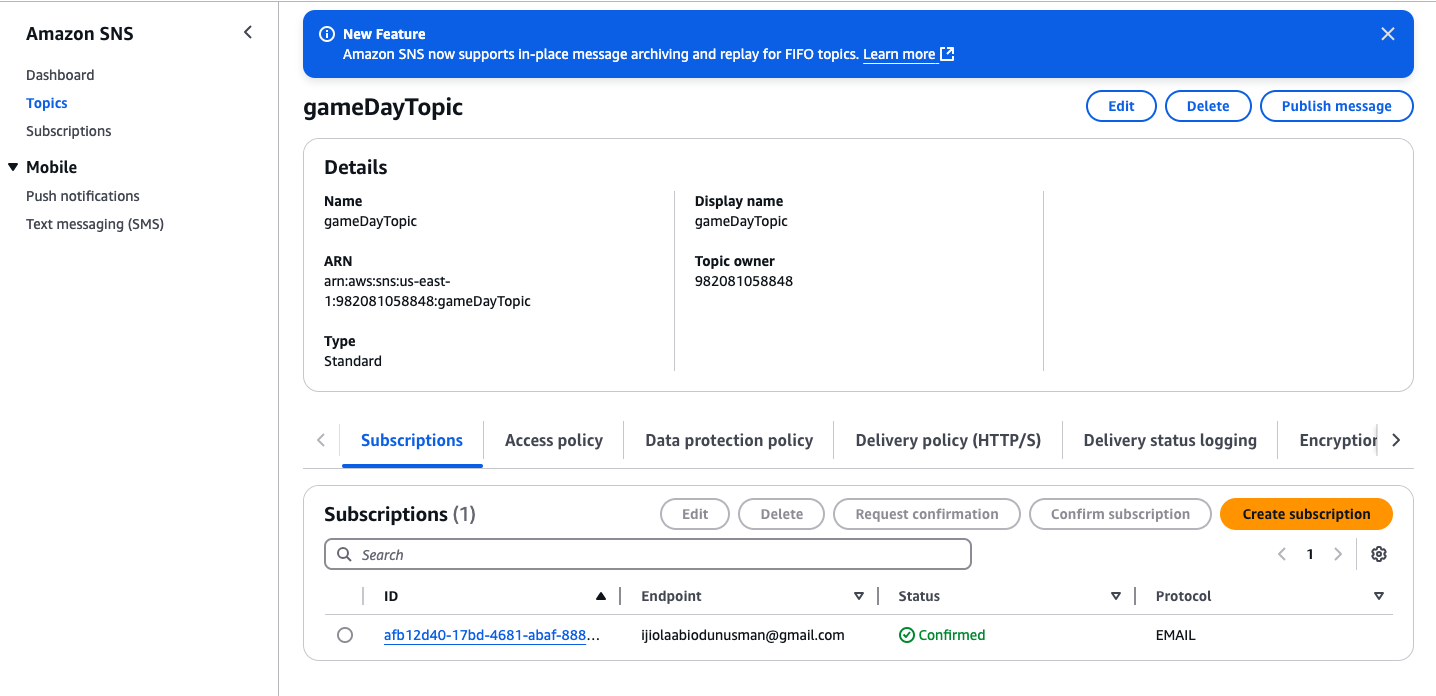 Amazon SNS
Dashboard
Topics
Subscriptions
Mobile
Push notifications
Text messaging (SMS)
New Feature
Amazon SNS now supports in-place message archiving and replay for FIFO topics. Learn more
gameDayTopic
Edit
Delete
Publish message
Details
Name
gameDayTopic
ARN
arn:aws:sns:us-east-
1:982081058848:gameDayTopic
Type
Standard
Display name
gameDayTopic
Topic owner
982081058848
Subscriptions
Access policy
Data protection policy
Delivery policy (HTTP/S)
Delivery status logging
Encryption
Subscriptions (1)
Edit
Delete
Request confirmation
Confirm subscription
Create subscription
Search
1
ID
Endpoint
Status
Protocol
afb12d40-17bd-4681-abaf-888...
ijiolaabiodunusman@gmail.com
Confirmed
EMAIL